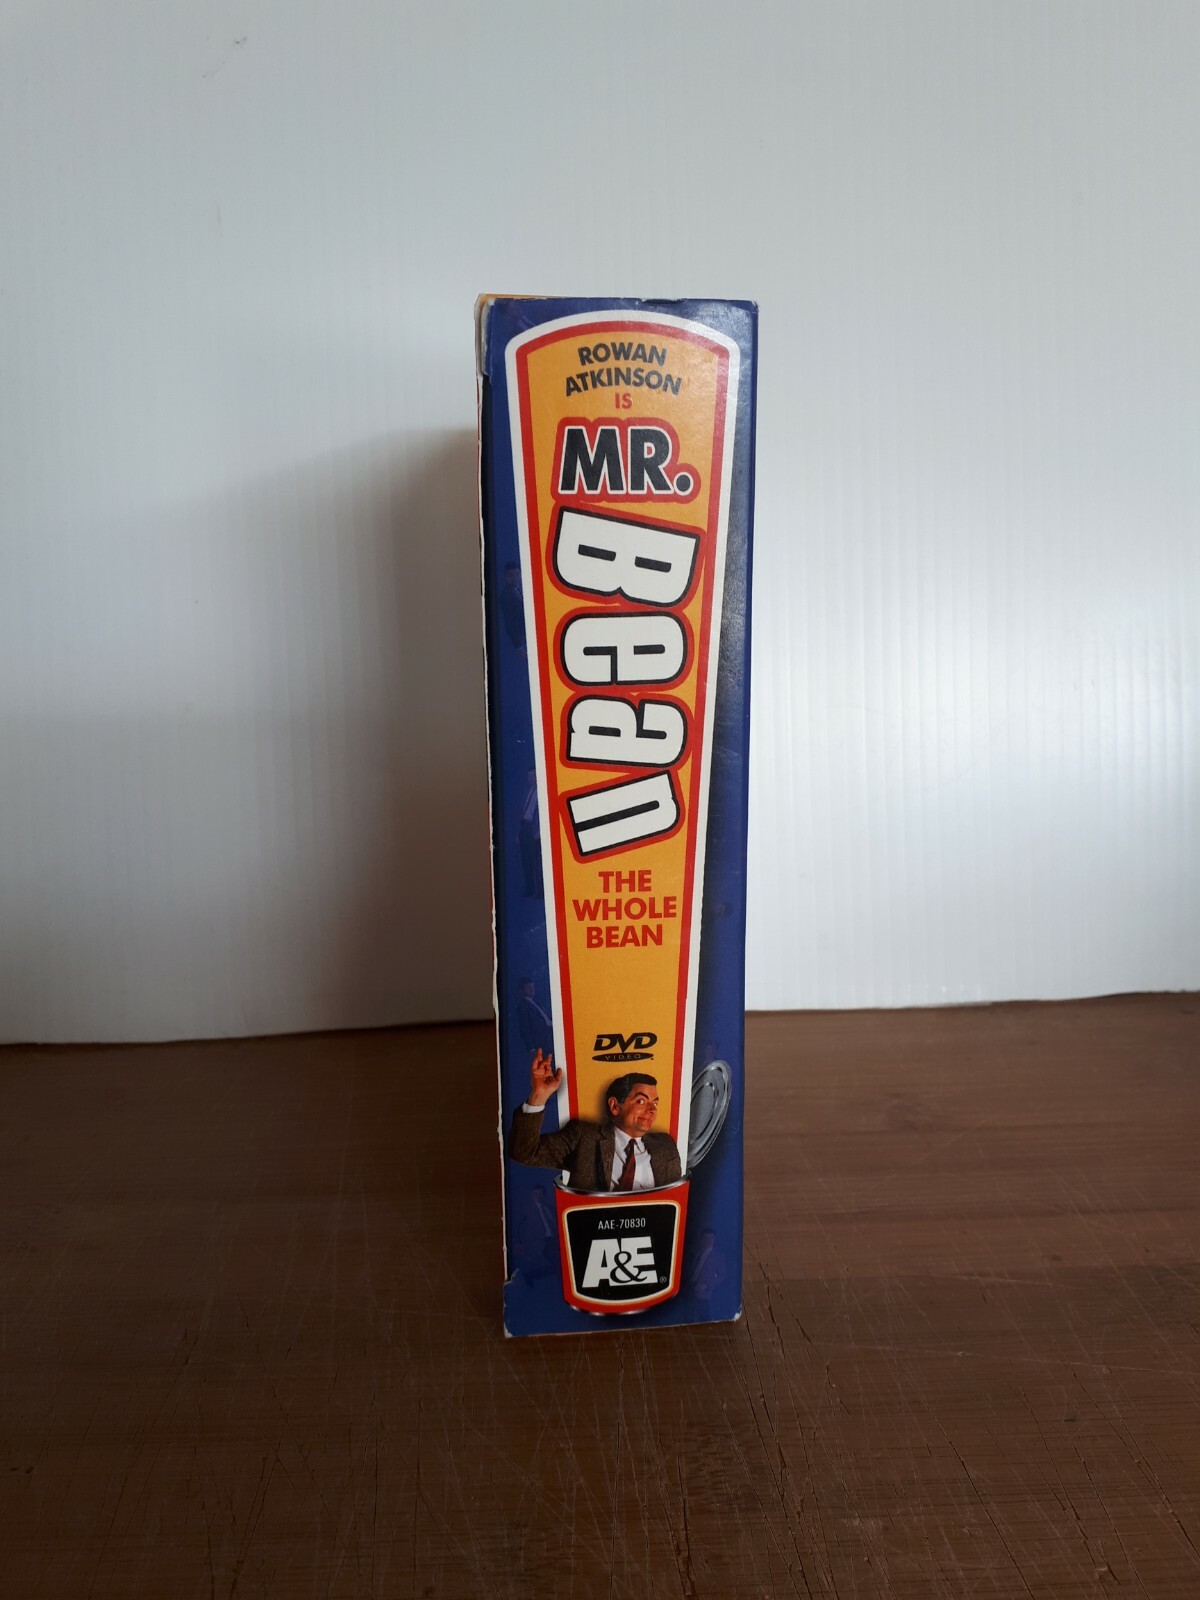 ROWAN
ATKINSON
IS
MR.
Bean
THE
WHOLE
BEAN
DVD
VIDEO
AAE-70830
A&E®